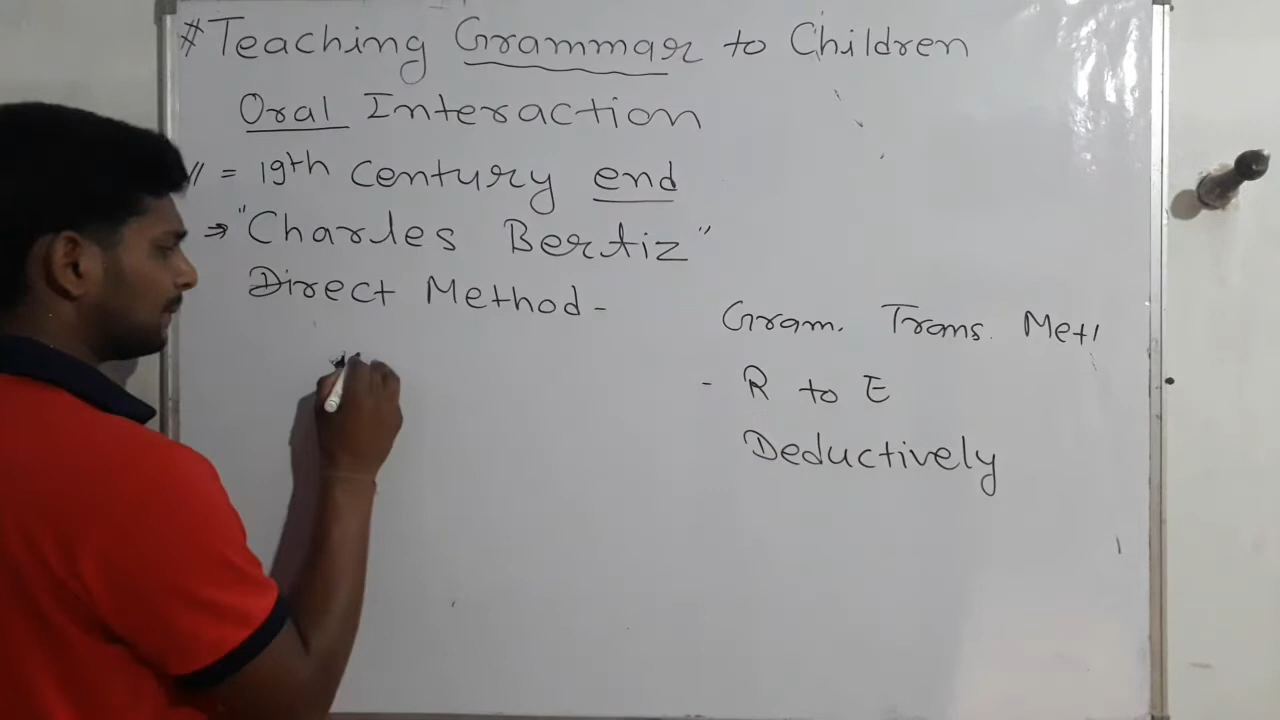 #Teaching Grammar to Children
Oral Interaction
= 19th century end
→ "Charles Bertiz"
Direct Method -
Gram. Trans. Met
- R to E
Deductively